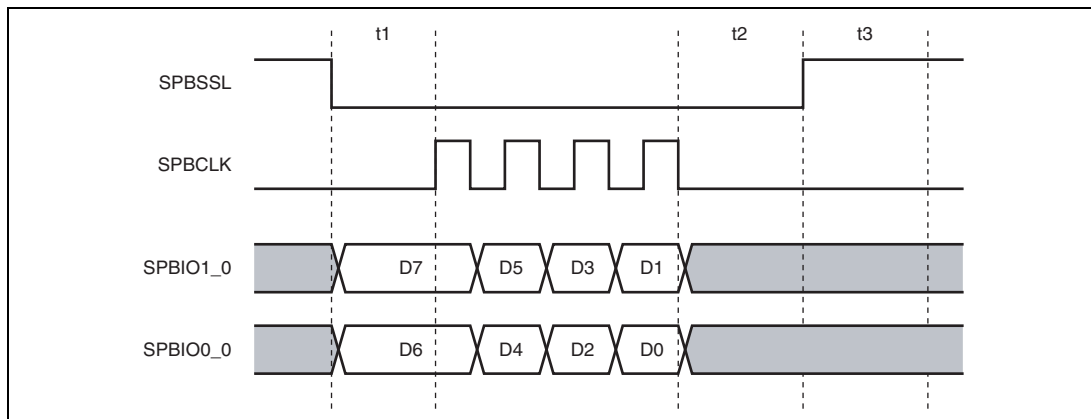 t1 t2 t3
SPBSSL
SPBCLK
SPBIO1_0 D7 D5 D3 D1
SPBIO0_0 D6 D4 D2 D0